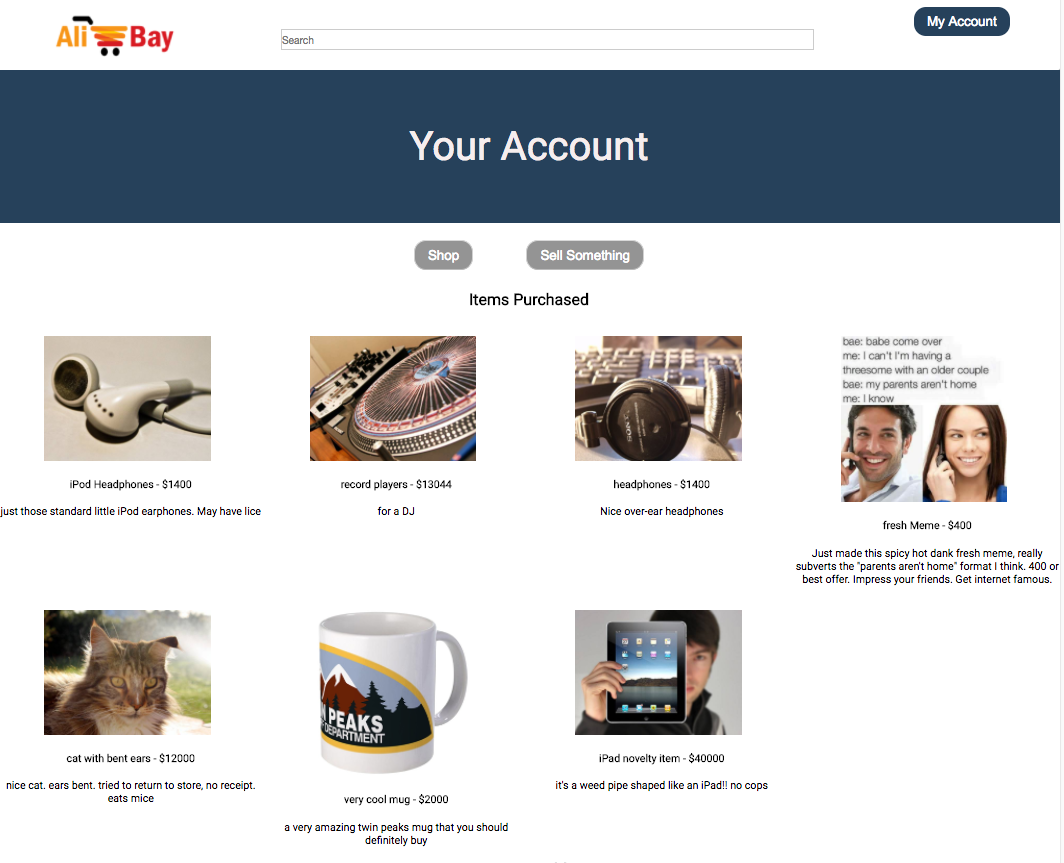 Ali Bay
Search
My Account
Your Account
Shop
Sell Something
Items Purchased
bae: babe come over
me: I can't I'm having a
threesome with an older couple
bae: my parents aren't home
me: I know
SONY
iPod Headphones - $1400
just those standard little iPod earphones. May have lice
record players - $13044
for a DJ
headphones - $1400
Nice over-ear headphones
fresh Meme - $400
Just made this spicy hot dank fresh meme, really
subverts the "parents aren't home" format I think. 400 or
best offer. Impress your friends. Get internet famous.
PEAKS
DEPARTMENT
cat with bent ears - $12000
nice cat. ears bent. tried to return to store, no receipt.
eats mice
very cool mug - $2000
a very amazing twin peaks mug that you should
definitely buy
iPad novelty item - $40000
it's a weed pipe shaped like an iPad!! no cops